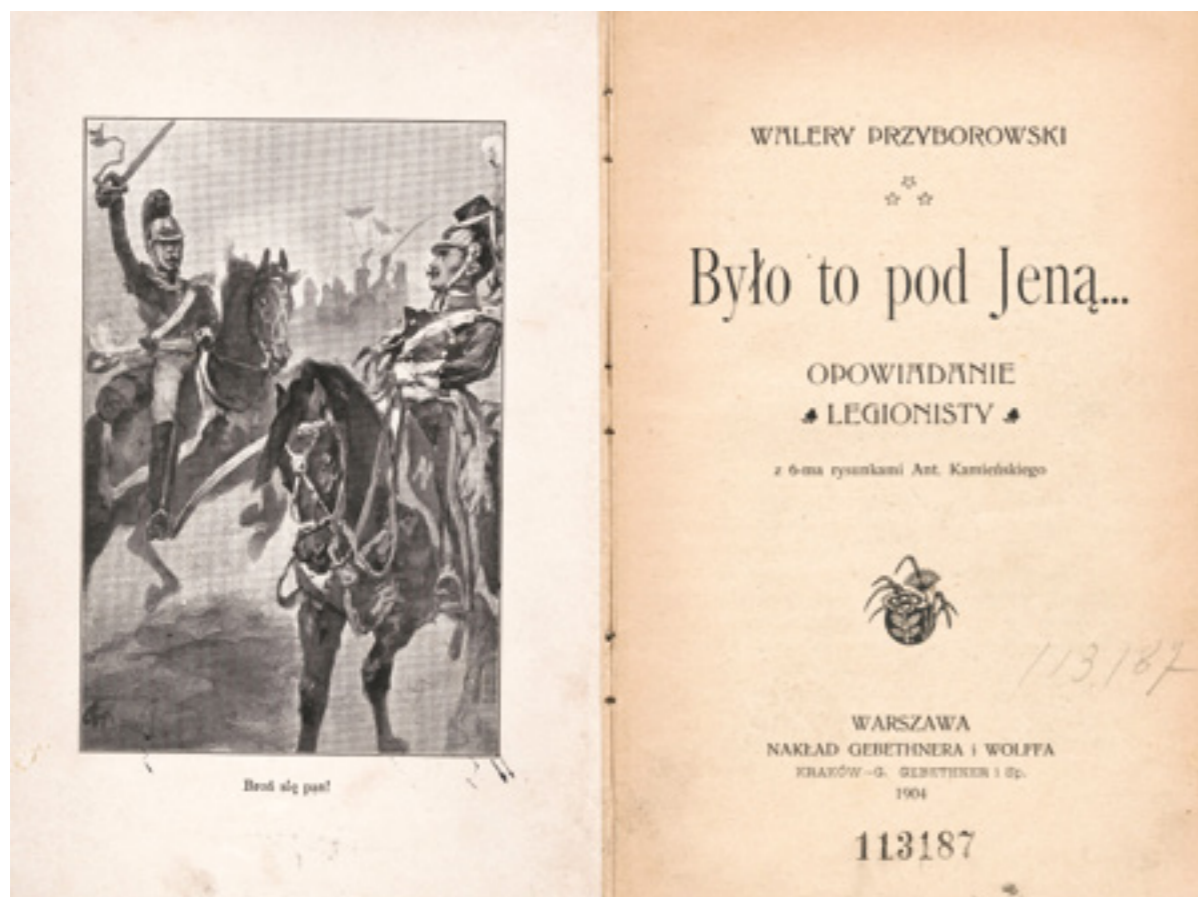 Broń się pan!
WALERY PRZYBOROWSKI
Było to pod Jeną...
OPOWIADANIE
LEGIONISTY
z 6-ma rysunkami Ant. Kamieńskiego
113187
WARSZAWA
NAKŁAD GEBETHNERA i WOLFFA
KRAKÓW-G. GEBETHNER i Sp.
1904
113187